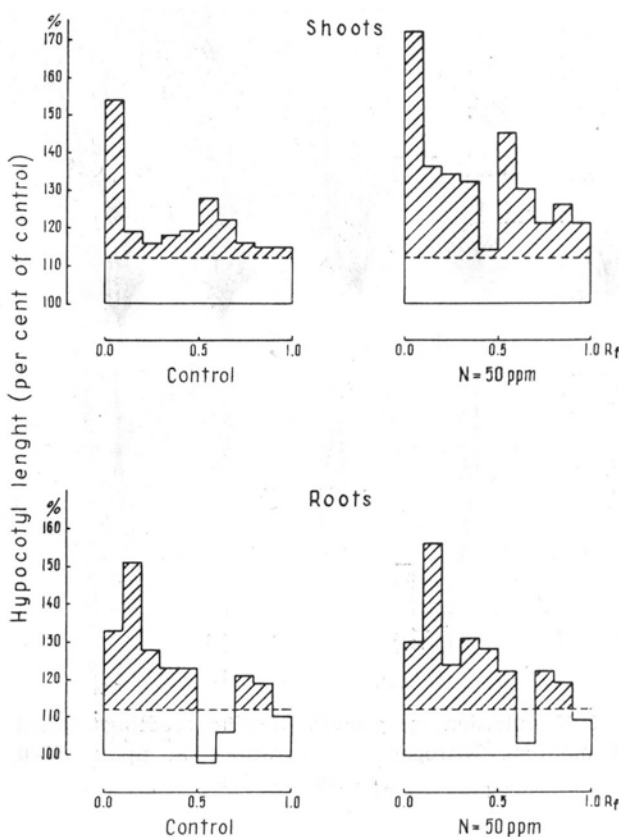 Shoots
Hypocotyl lenght (per cent of control)
%
170
160
150
140
130
120
110
100
0.0 0.5 1.0
Control
0.0 0.5 1.0 Rf
N = 50 ppm
Roots
%
160
150
140
130
120
110
100
0.0 0.5 1.0
Control
0.0 0.5 1.0 Rf
N = 50 ppm